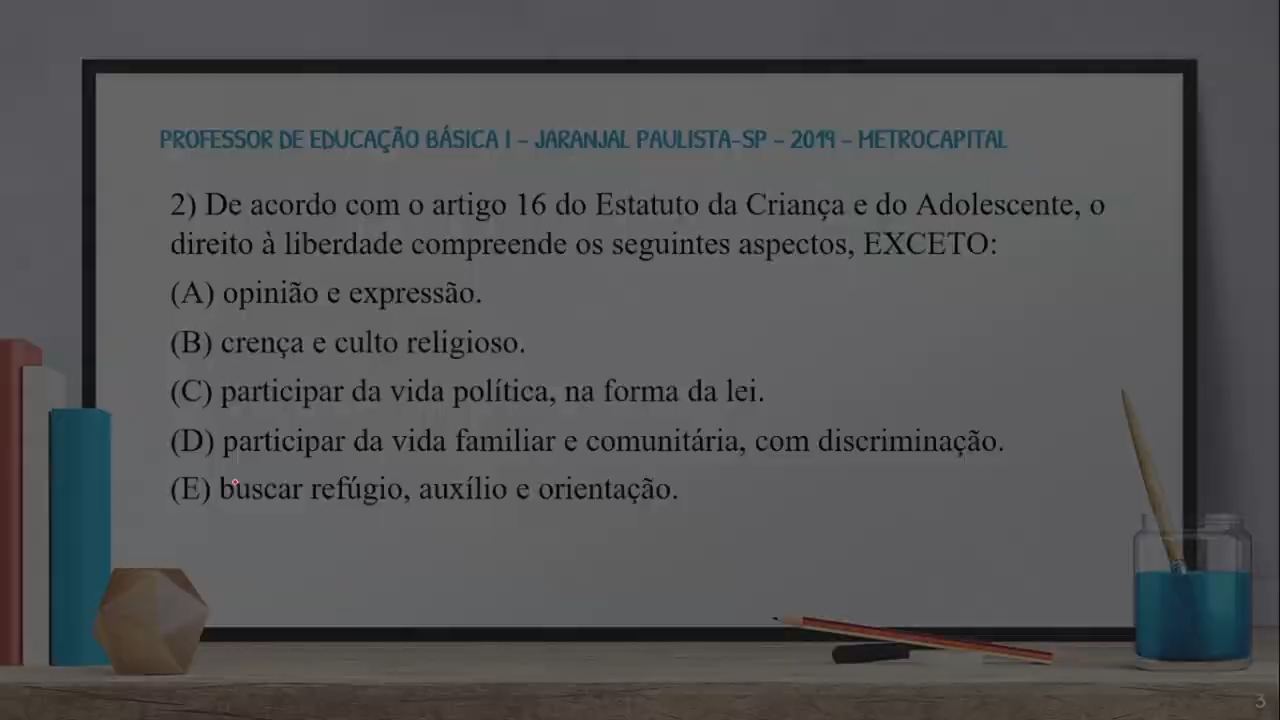 PROFESSOR DE EDUCAÇÃO BÁSICA I – JARANJAL PAULISTA-SP – 2019 – METROCAPITAL
2) De acordo com o artigo 16 do Estatuto da Criança e do Adolescente, o
direito à liberdade compreende os seguintes aspectos, EXCETO:
(A) opinião e expressão.
(B) crença e culto religioso.
(C) participar da vida política, na forma da lei.
(D) participar da vida familiar e comunitária, com discriminação.
(E) buscar refúgio, auxílio e orientação.
3